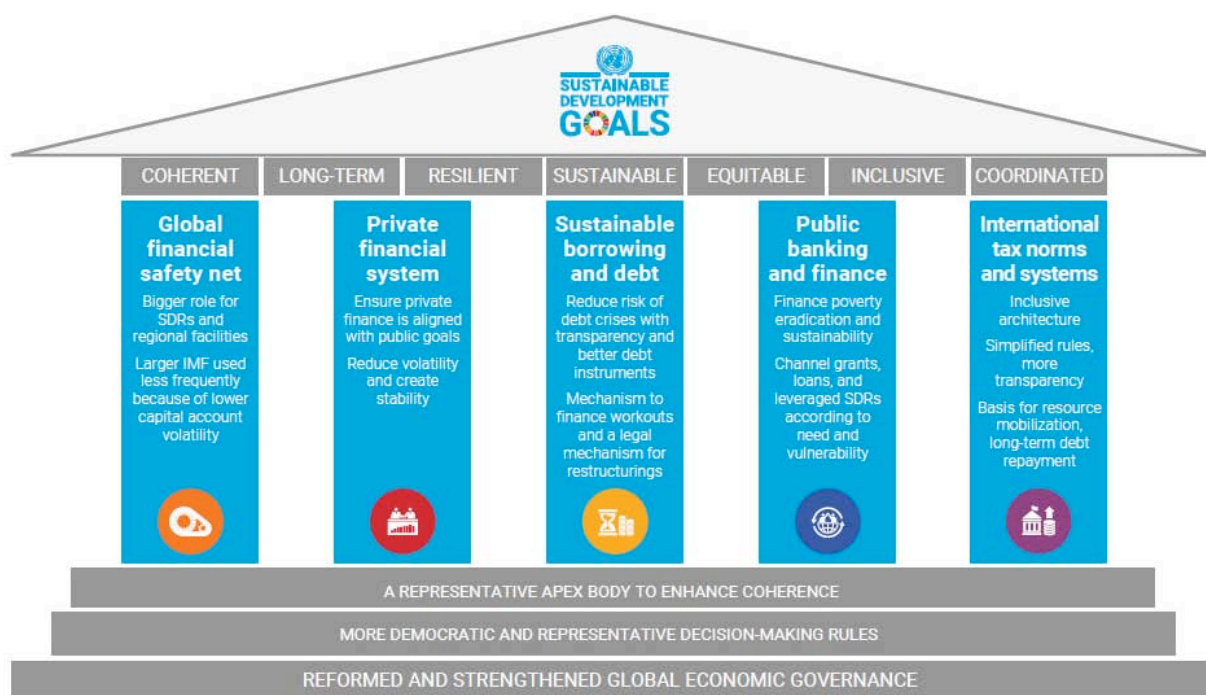 SUSTAINABLE
DEVELOPMENT
GOALS
COHERENT
LONG-TERM
RESILIENT
SUSTAINABLE
EQUITABLE
INCLUSIVE
COORDINATED
Global
financial
safety net
Bigger role for
SDRs and
regional facilities
Larger IMF used
less frequently
because of lower
capital account
volatility
Private
financial
system
Ensure private
finance is aligned
with public goals
Reduce volatility
and create
stability
Sustainable
borrowing
and debt
Reduce risk of
debt crises with
transparency and
better debt
instruments
Mechanism to
finance workouts
and a legal
mechanism for
restructurings
Public
banking
and finance
Finance poverty
eradication and
sustainability
Channel grants,
loans, and
leveraged SDRs
according to
need and
vulnerability
International
tax norms
and systems
Inclusive
architecture
Simplified rules,
more
transparency
Basis for resource
mobilization,
long-term debt
repayment
A REPRESENTATIVE APEX BODY TO ENHANCE COHERENCE
MORE DEMOCRATIC AND REPRESENTATIVE DECISION-MAKING RULES
REFORMED AND STRENGTHENED GLOBAL ECONOMIC GOVERNANCE